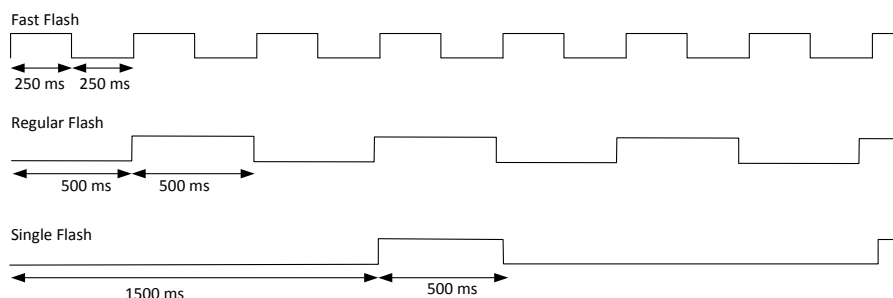 Fast Flash
250 ms 250 ms
Regular Flash
500 ms 500 ms
Single Flash
1500 ms 500 ms